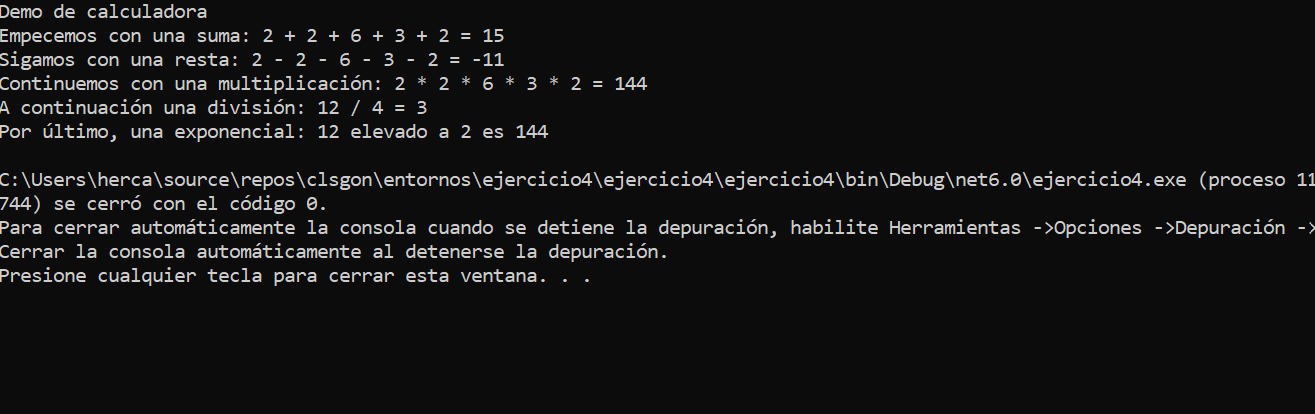 Demo de calculadora
Empecemos con una suma: 2 + 2 + 6 + 3 + 2 = 15
Sigamos con una resta: 2 - 2 - 6 - 3 - 2 = -11
Continuemos con una multiplicación: 2 * 2 * 6 * 3 * 2 = 144
A continuación una división: 12 / 4 = 3
Por último, una exponencial: 12 elevado a 2 es 144
C:\Users\herca\source\repos\clsgon\entornos\ejercicio4\ejercicio4\ejercicio4\bin\Debug\net6.0\ejercicio4.exe (proceso 11
744) se cerró con el código 0.
Para cerrar automáticamente la consola cuando se detiene la depuración, habilite Herramientas ->Opciones ->Depuración ->
Cerrar la consola automáticamente al detenerse la depuración.
Presione cualquier tecla para cerrar esta ventana. . .